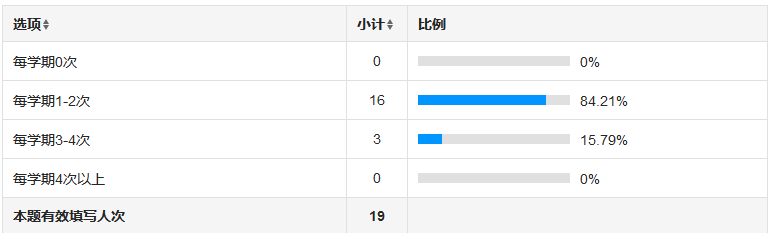 选项 小计 比例
每学期0次 0 0%
每学期1-2次 16 84.21%
每学期3-4次 3 15.79%
每学期4次以上 0 0%
本题有效填写人次 19